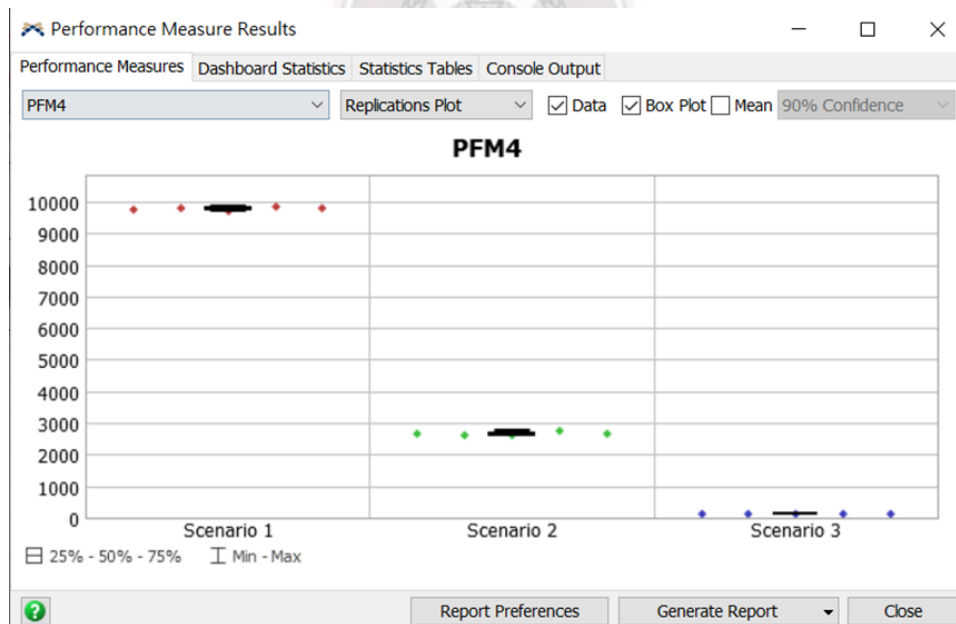 Performance Measure Results
Performance Measures Dashboard Statistics Statistics Tables Console Output
PFM4 Replications Plot Data Box Plot Mean 90% Confidence
PFM4
10000
9000
8000
7000
6000
5000
4000
3000
2000
1000
0
Scenario 1 Scenario 2 Scenario 3
25% - 50% - 75% Min - Max
? Report Preferences Generate Report Close